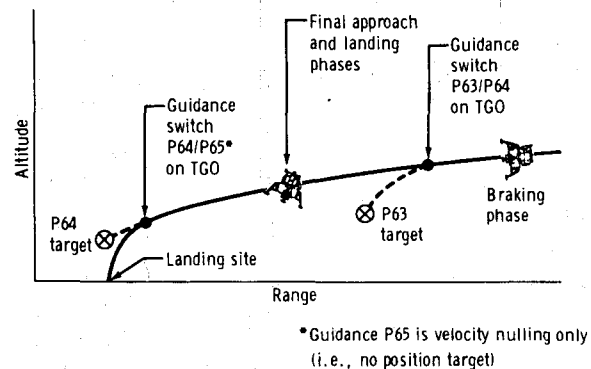 Final approach
and landing
phases
Guidance
switch
P63/P64
on TGO
Guidance
switch
P64/P65*
on TGO
Altitude
Braking
phase
P63
target
P64
target
Landing site
Range
*Guidance P65 is velocity nulling only
(i.e., no position target)